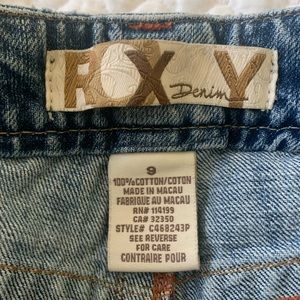 ROXY
Denim
9
100% COTTON/COTON
MADE IN MACAU
FABRIQUE AU MACAU
RN# 114199
CA# 32350
STYLE# C468243P
SEE REVERSE
FOR CARE
CONTRAIRE POUR